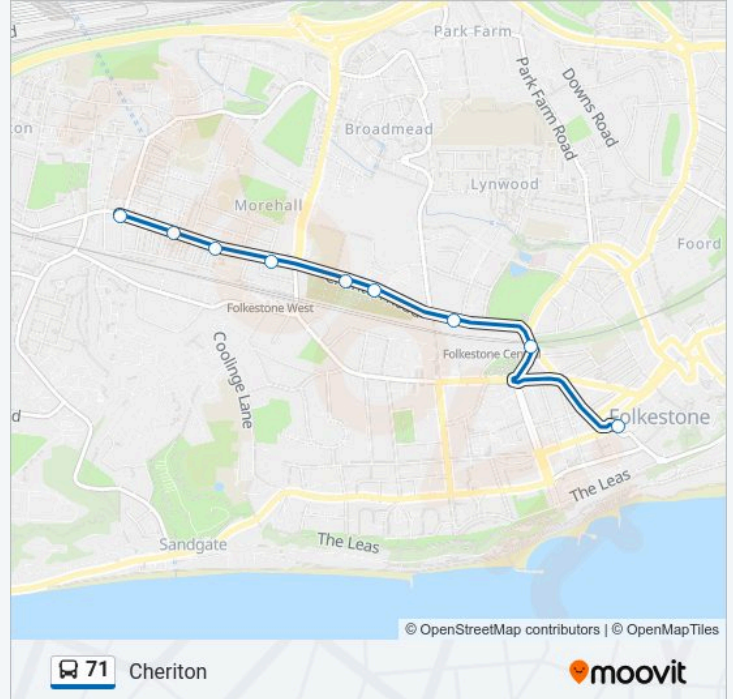 Park Farm
Park Farm Road
Downs Road
Broadmead
Lynwood
Morehall
Foord
Folkestone West
Folkestone Cen
Coolinge Lane
Folkestone
The Leas
The Leas
Sandgate
© OpenStreetMap contributors | © OpenMapTiles
71 Cheriton
moovit